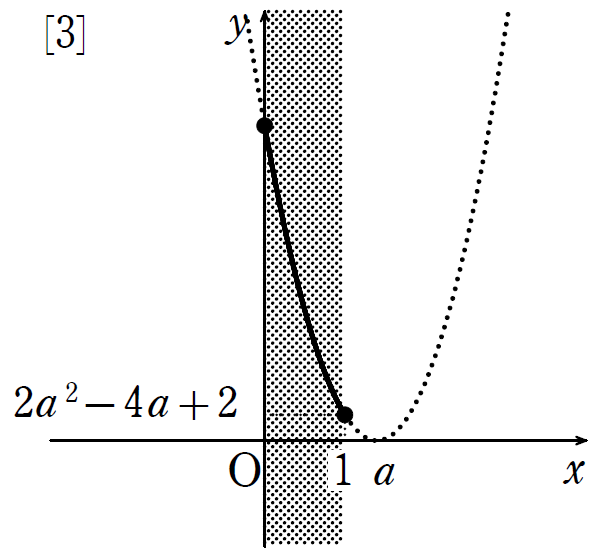 [3]
y
2a² − 4a + 2
O 1 a x